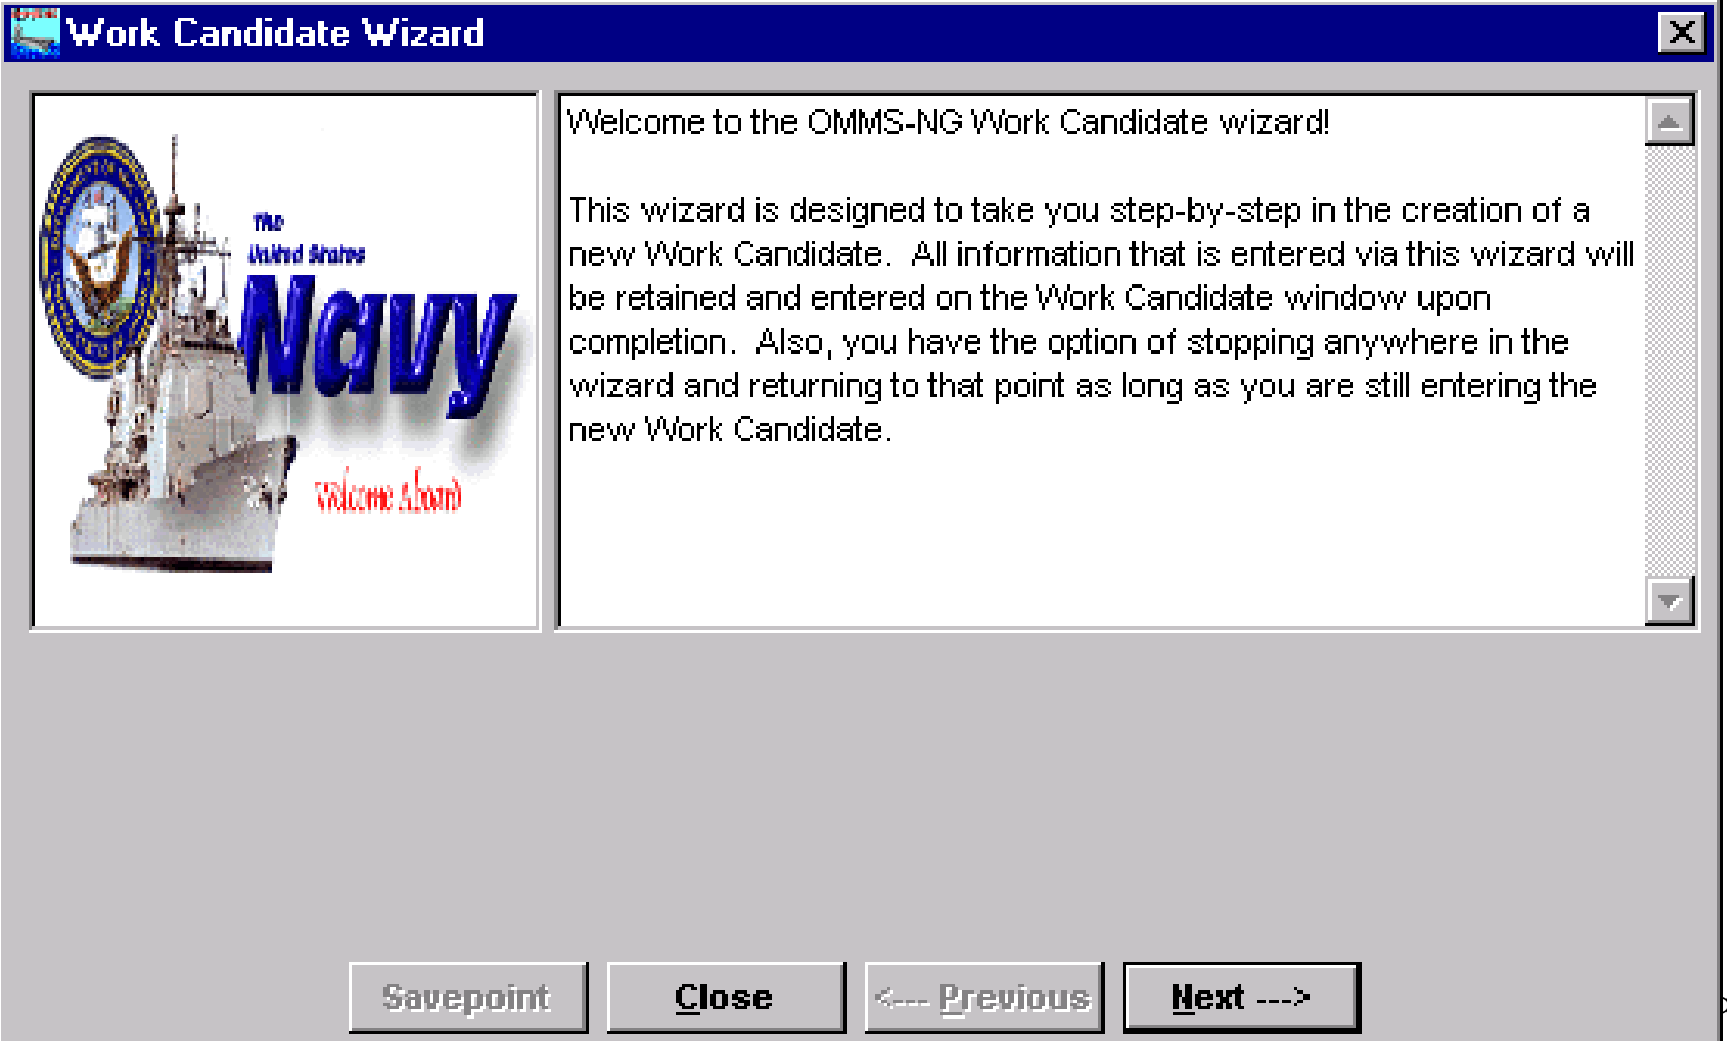 Work Candidate Wizard
The
United States
Navy
Welcome Aboard
Welcome to the OMMS-NG Work Candidate wizard!
This wizard is designed to take you step-by-step in the creation of a
new Work Candidate.  All information that is entered via this wizard will
be retained and entered on the Work Candidate window upon
completion.  Also, you have the option of stopping anywhere in the
wizard and returning to that point as long as you are still entering the
new Work Candidate.
Savepoint
Close
<--- Previous
Next --->